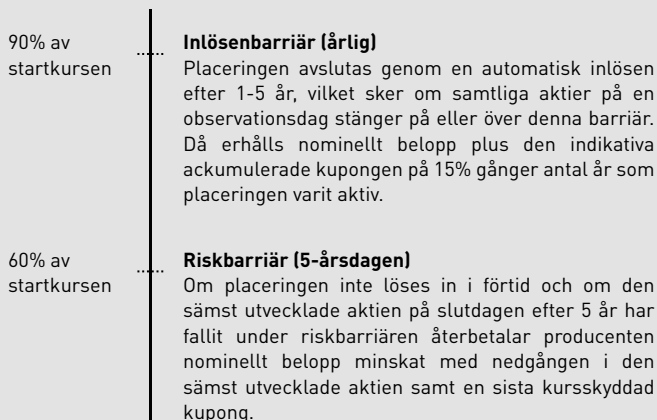 90% av
startkursen
Inlösenbarriär (årlig)
Placeringen avslutas genom en automatisk inlösen
efter 1-5 år, vilket sker om samtliga aktier på en
observationsdag stänger på eller över denna barriär.
Då erhålls nominellt belopp plus den indikativa
ackumulerade kupongen på 15% gånger antal år som
placeringen varit aktiv.
60% av
startkursen
Riskbarriär (5-årsdagen)
Om placeringen inte löses in i förtid och om den
sämst utvecklade aktien på slutdagen efter 5 år har
fallit under riskbarriären återbetalar producenten
nominellt belopp minskat med nedgången i den
sämst utvecklade aktien samt en sista kursskyddad
kupong.